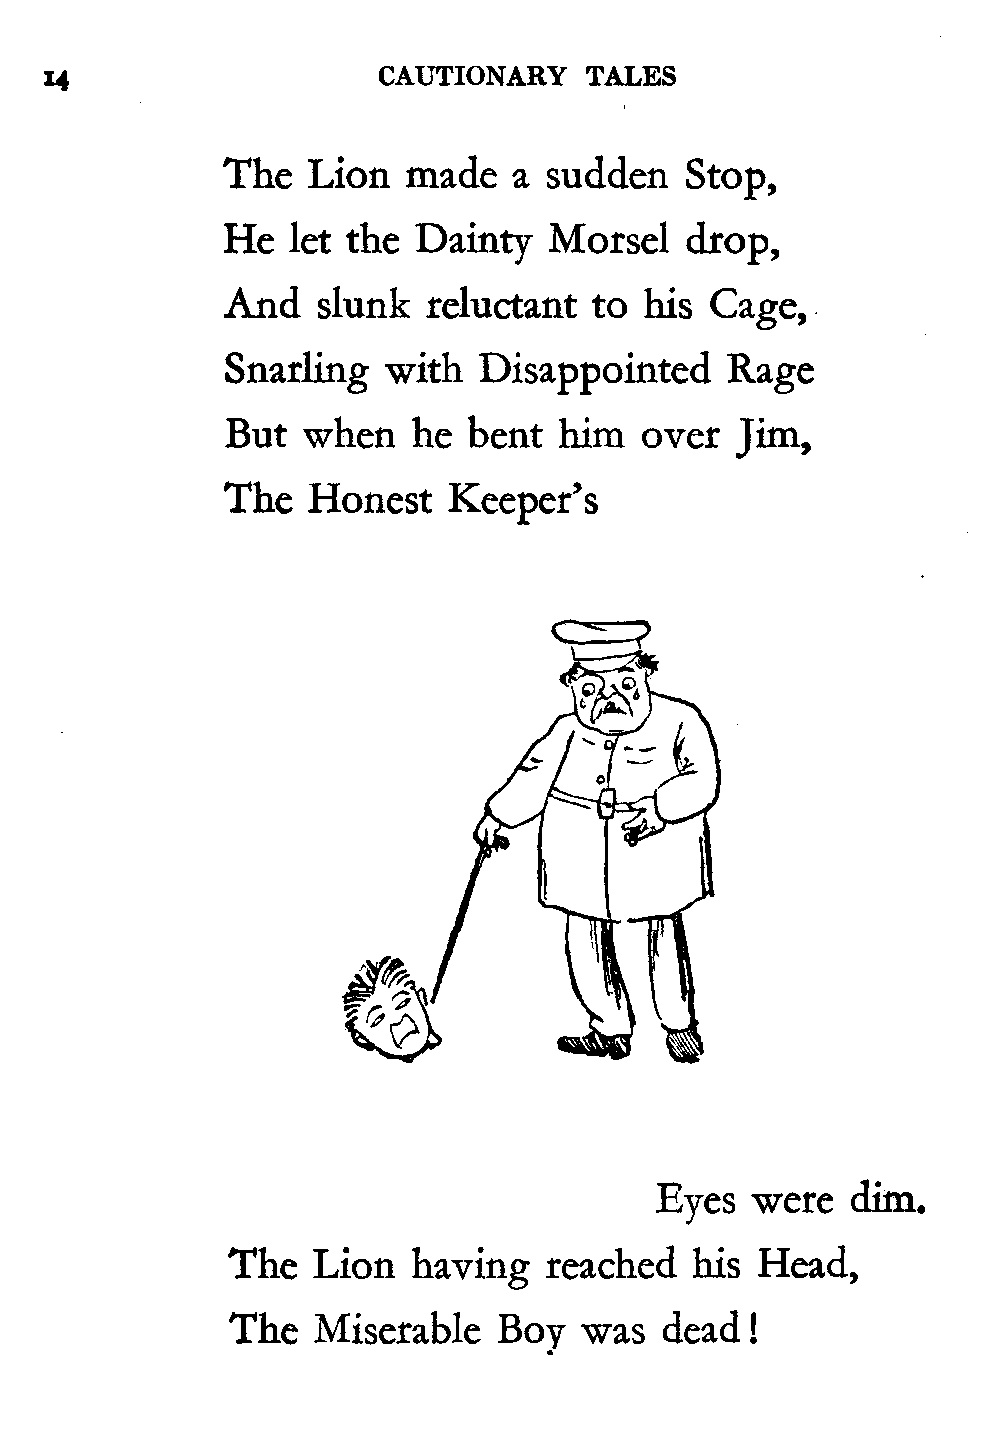 14 CAUTIONARY TALES
The Lion made a sudden Stop,
He let the Dainty Morsel drop,
And slunk reluctant to his Cage,
Snarling with Disappointed Rage
But when he bent him over Jim,
The Honest Keeper's
Eyes were dim.
The Lion having reached his Head,
The Miserable Boy was dead!